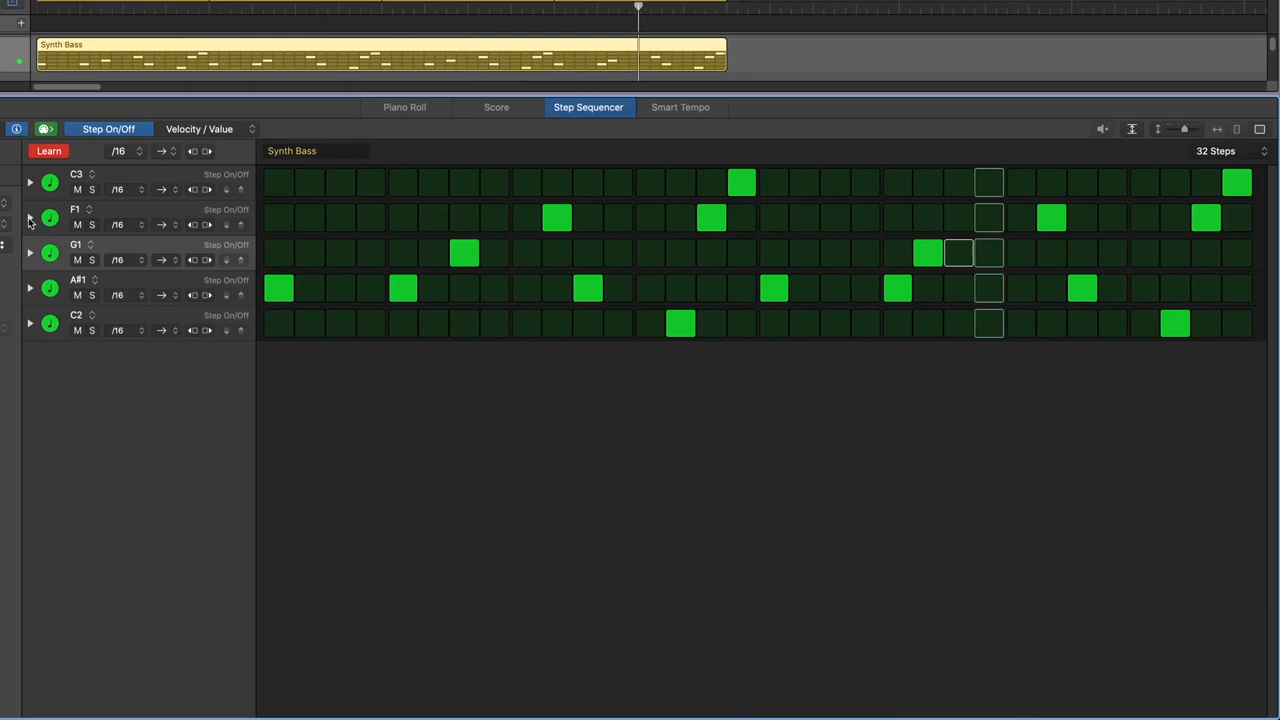 Synth Bass
Piano Roll Score Step Sequencer Smart Tempo
Step On/Off Velocity / Value
Learn /16 Synth Bass 32 Steps
C3 Step On/Off
M S /16
F1 Step On/Off
M S /16
G1 Step On/Off
M S /16
A#1 Step On/Off
M S /16
C2 Step On/Off
M S /16